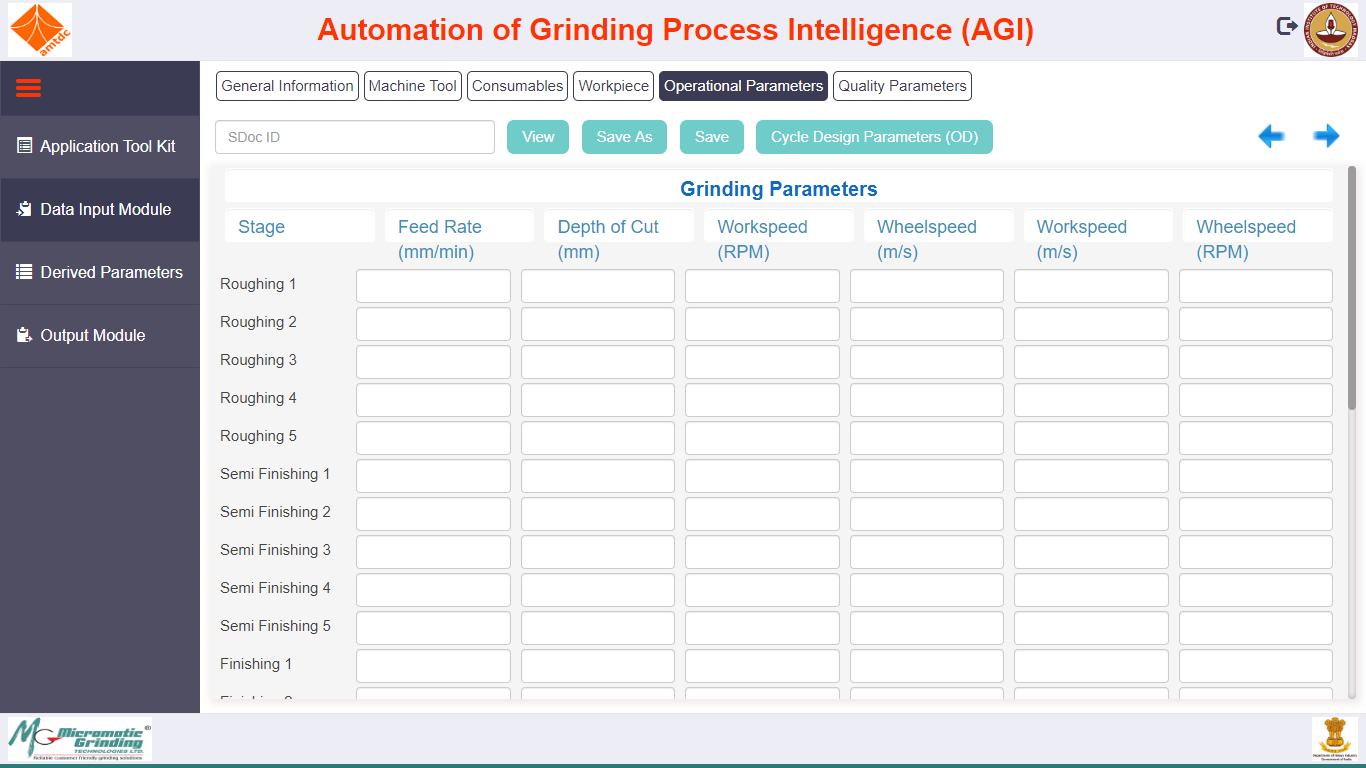 amtdc
Automation of Grinding Process Intelligence (AGI)
General Information
Machine Tool
Consumables
Workpiece
Operational Parameters
Quality Parameters
Application Tool Kit
Data Input Module
Derived Parameters
Output Module
SDoc ID
View
Save As
Save
Cycle Design Parameters (OD)
Grinding Parameters
Stage
Feed Rate
(mm/min)
Depth of Cut
(mm)
Workspeed
(RPM)
Wheelspeed
(m/s)
Workspeed
(m/s)
Wheelspeed
(RPM)
Roughing 1
Roughing 2
Roughing 3
Roughing 4
Roughing 5
Semi Finishing 1
Semi Finishing 2
Semi Finishing 3
Semi Finishing 4
Semi Finishing 5
Finishing 1
MG Micromatic ®
Grinding
TECHNOLOGIES LTD.
Reliable customer friendly grinding solutions
Department of Heavy Industry
Government of India